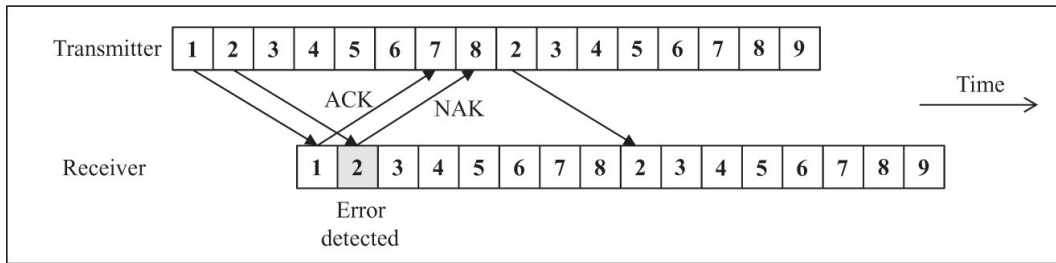 Transmitter 1 2 3 4 5 6 7 8 2 3 4 5 6 7 8 9
ACK NAK Time
Receiver 1 2 3 4 5 6 7 8 2 3 4 5 6 7 8 9
Error
detected